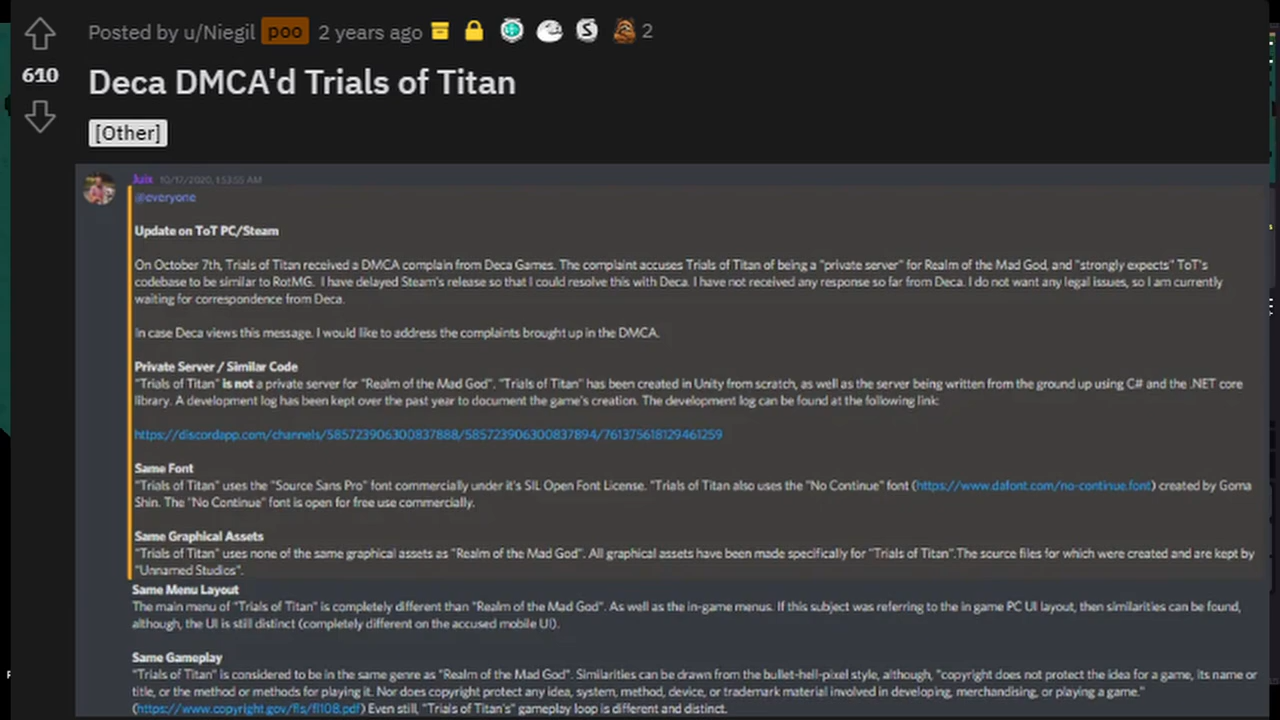 Posted by u/Niegil poo 2 years ago 2
610
Deca DMCA'd Trials of Titan
[Other]
Juix 10/17/2020, 1:53:55 AM
@everyone
Update on ToT PC/Steam
On October 7th, Trials of Titan received a DMCA complain from Deca Games. The complaint accuses Trials of Titan of being a "private server" for Realm of the Mad God, and "strongly expects" ToT's
codebase to be similar to RotMG. I have delayed Steam's release so that I could resolve this with Deca. I have not received any response so far from Deca. I do not want any legal issues, so I am currently
waiting for correspondence from Deca.
In case Deca views this message. I would like to address the complaints brought up in the DMCA.
Private Server / Similar Code
"Trials of Titan" is not a private server for "Realm of the Mad God". "Trials of Titan" has been created in Unity from scratch, as well as the server being written from the ground up using C# and the .NET core
library. A development log has been kept over the past year to document the game's creation. The development log can be found at the following link:
https://discordapp.com/channels/585723906300837888/585723906300837894/761375618129461259
Same Font
"Trials of Titan" uses the "Source Sans Pro" font commercially under it's SIL Open Font License. "Trials of Titan also uses the "No Continue" font (https://www.dafont.com/no-continue.font) created by Goma
Shin. The "No Continue" font is open for free use commercially.
Same Graphical Assets
"Trials of Titan" uses none of the same graphical assets as "Realm of the Mad God". All graphical assets have been made specifically for "Trials of Titan".The source files for which were created and are kept by
"Unnamed Studios".
Same Menu Layout
The main menu of "Trials of Titan" is completely different than "Realm of the Mad God". As well as the in-game menus. If this subject was referring to the in game PC UI layout, then similarities can be found,
although, the UI is still distinct (completely different on the accused mobile UI).
Same Gameplay
"Trials of Titan" is considered to be in the same genre as "Realm of the Mad God". Similarities can be drawn from the bullet-hell-pixel style, although, "copyright does not protect the idea for a game, its name or
title, or the method or methods for playing it. Nor does copyright protect any idea, system, method, device, or trademark material involved in developing, merchandising, or playing a game."
(https://www.copyright.gov/fls/fl108.pdf) Even still, "Trials of Titan's" gameplay loop is different and distinct.